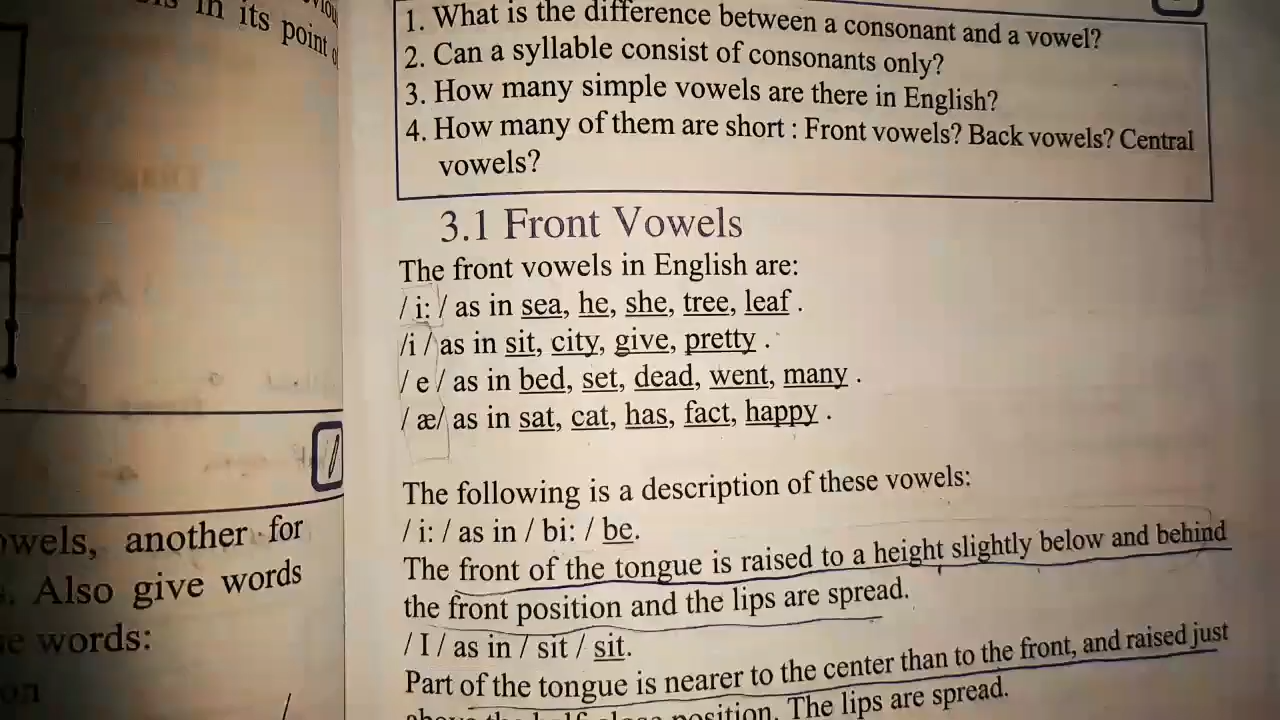 in its point
wels, another for
Also give words
words:
on
1. What is the difference between a consonant and a vowel?
2. Can a syllable consist of consonants only?
3. How many simple vowels are there in English?
4. How many of them are short : Front vowels? Back vowels? Central
vowels?
3.1 Front Vowels
The front vowels in English are:
/ i: / as in sea, he, she, tree, leaf .
/i / as in sit, city, give, pretty .
/ e / as in bed, set, dead, went, many .
/ æ/ as in sat, cat, has, fact, happy .
The following is a description of these vowels:
/ i: / as in / bi: / be.
The front of the tongue is raised to a height slightly below and behind
the front position and the lips are spread.
/ I / as in / sit / sit.
Part of the tongue is nearer to the center than to the front, and raised just
above the half-close position. The lips are spread.